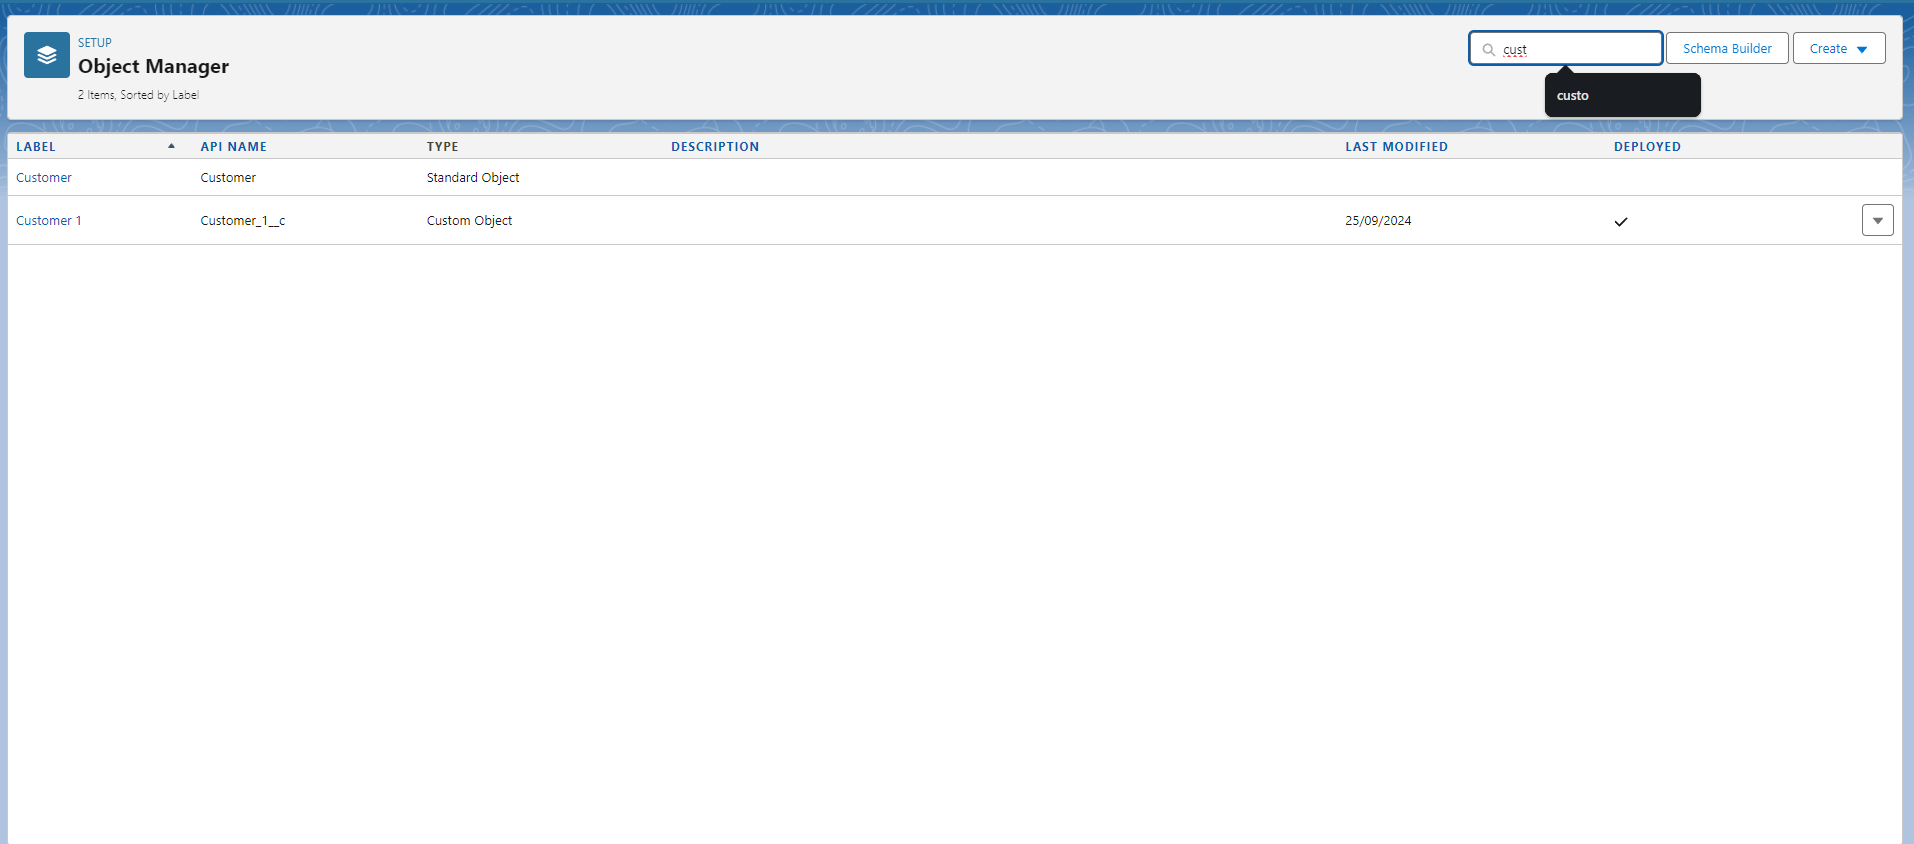 SETUP
Object Manager
2 Items, Sorted by Label
cust
Schema Builder
Create
custo
LABEL API NAME TYPE DESCRIPTION LAST MODIFIED DEPLOYED
Customer Customer Standard Object
Customer 1 Customer_1__c Custom Object 25/09/2024